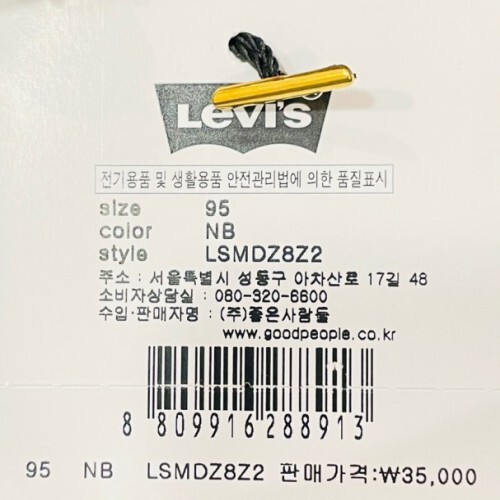 Levi's®
전기용품 및 생활용품 안전관리법에 의한 품질표시
size 95
color NB
style LSMDZ8Z2
주소 : 서울특별시 성동구 아차산로 17길 48
소비자상담실 : 080-320-6600
수입·판매자명 : (주)좋은사람들
www.goodpeople.co.kr
8 809916 288913
95 NB LSMDZ8Z2 판매가격:₩35,000